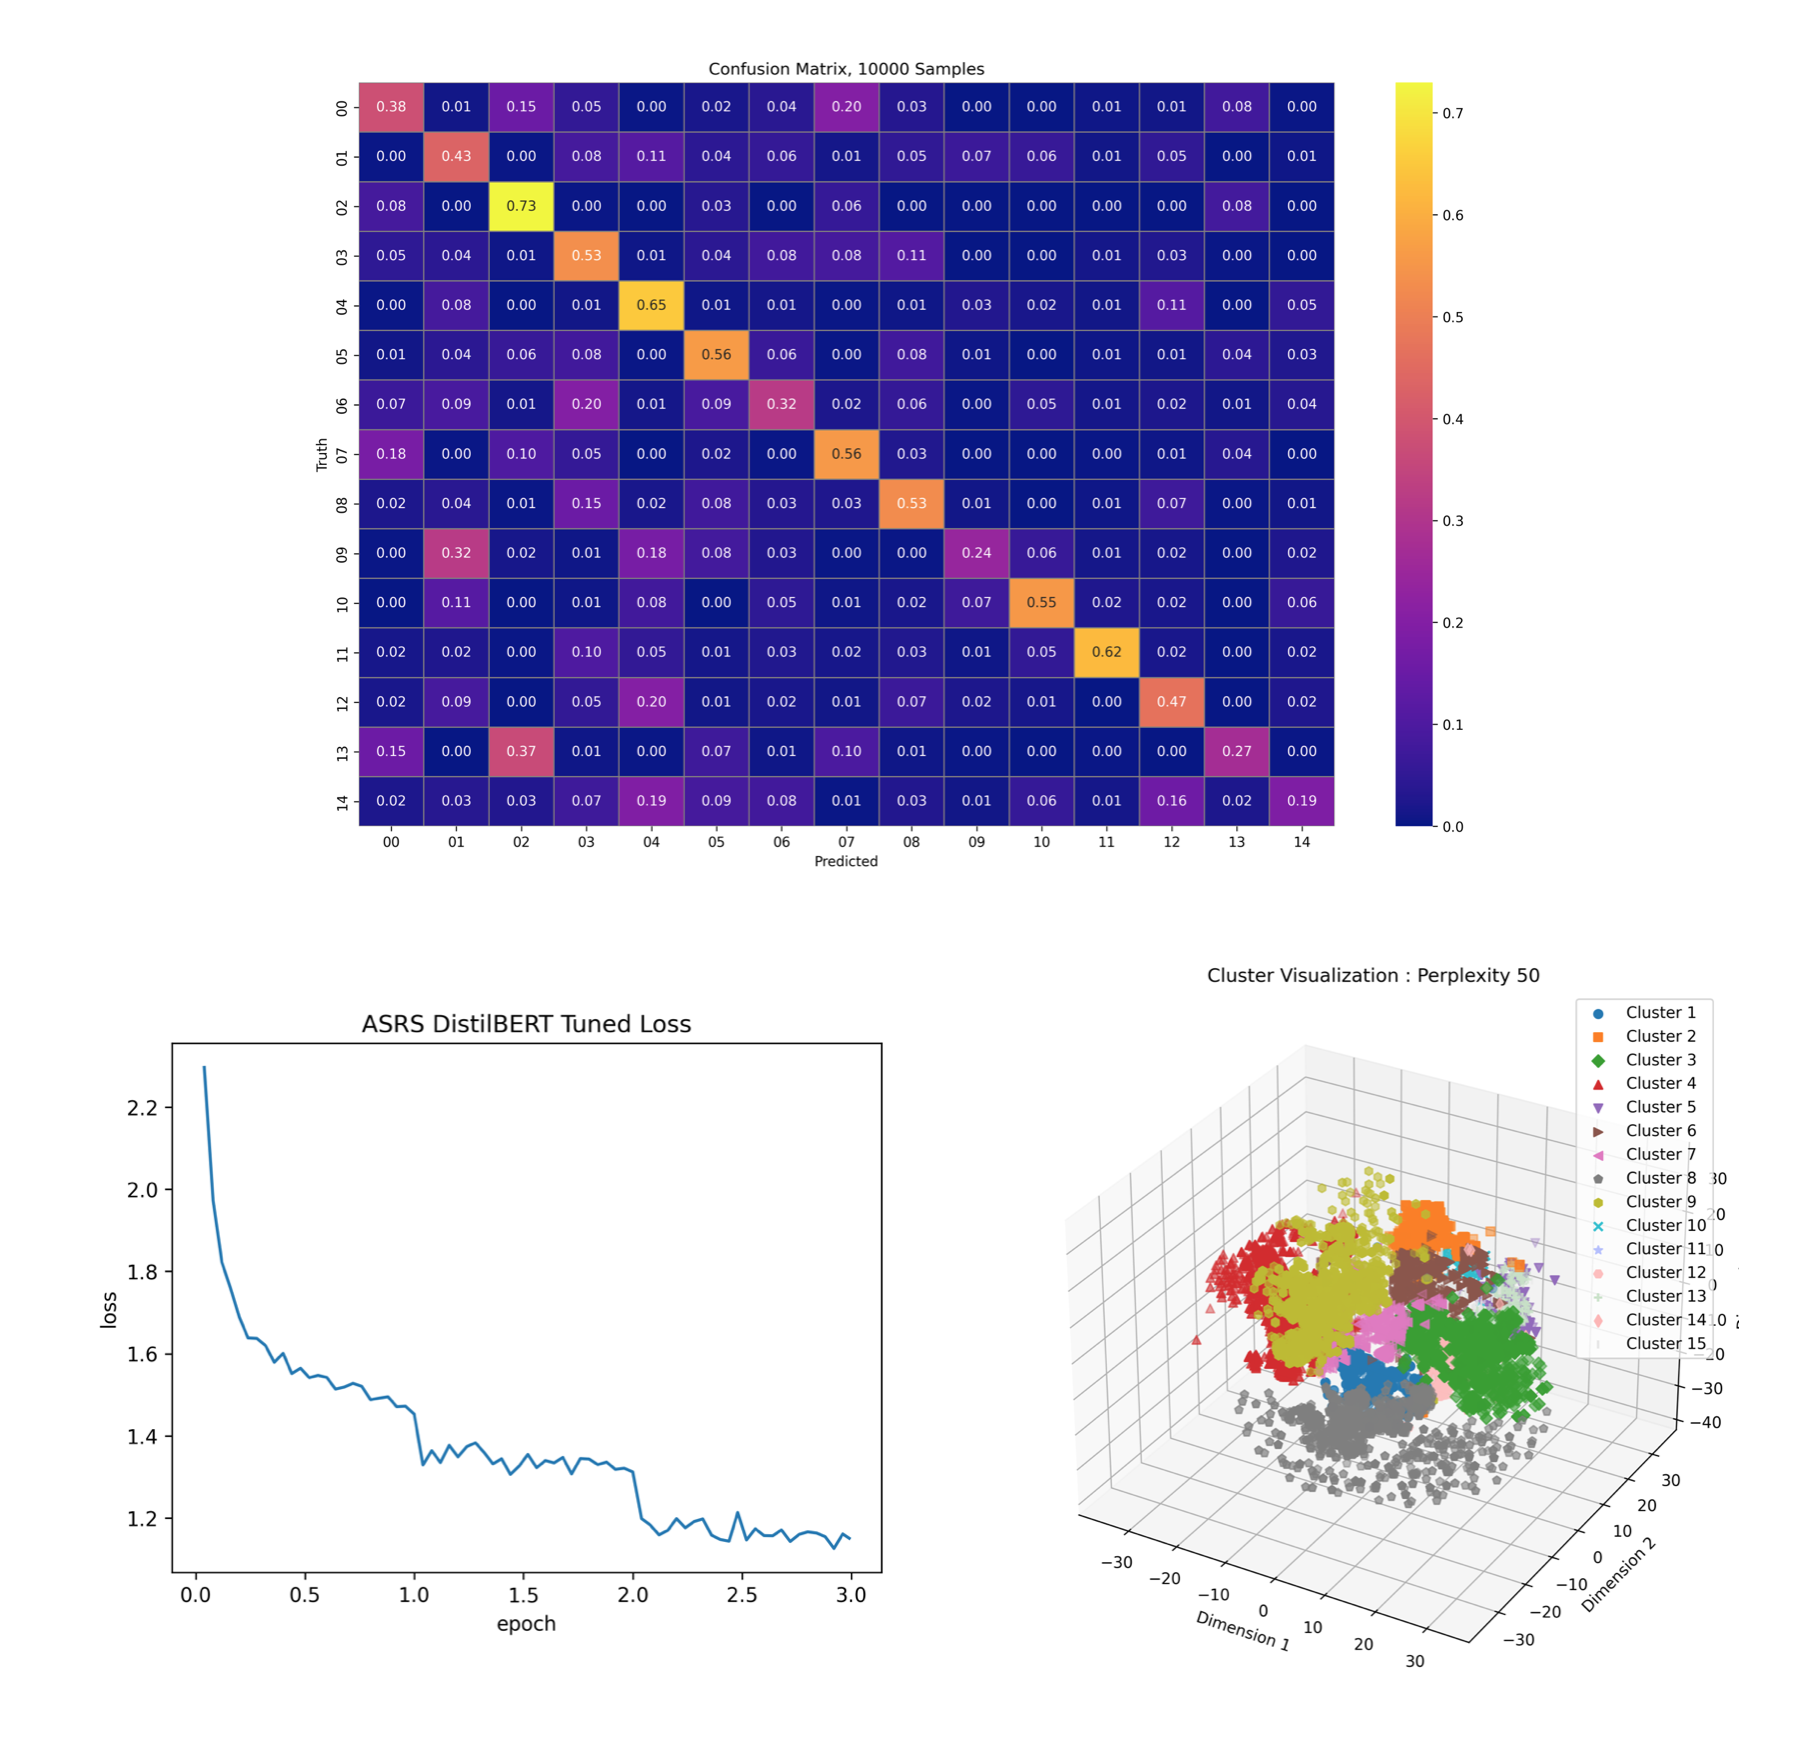 Confusion Matrix, 10000 Samples
00 0.38 0.01 0.15 0.05 0.00 0.02 0.04 0.20 0.03 0.00 0.00 0.01 0.01 0.08 0.00
01 0.00 0.43 0.00 0.08 0.11 0.04 0.06 0.01 0.05 0.07 0.06 0.01 0.05 0.00 0.01
02 0.08 0.00 0.73 0.00 0.00 0.03 0.00 0.06 0.00 0.00 0.00 0.00 0.00 0.08 0.00
03 0.05 0.04 0.01 0.53 0.01 0.04 0.08 0.08 0.11 0.00 0.00 0.01 0.03 0.00 0.00
04 0.00 0.08 0.00 0.01 0.65 0.01 0.01 0.00 0.01 0.03 0.02 0.01 0.11 0.00 0.05
05 0.01 0.04 0.06 0.08 0.00 0.56 0.06 0.00 0.08 0.01 0.00 0.01 0.01 0.04 0.03
06 0.07 0.09 0.01 0.20 0.01 0.09 0.32 0.02 0.06 0.00 0.05 0.01 0.02 0.01 0.04
07 0.18 0.00 0.10 0.05 0.00 0.02 0.00 0.56 0.03 0.00 0.00 0.00 0.01 0.04 0.00
08 0.02 0.04 0.01 0.15 0.02 0.08 0.03 0.03 0.53 0.01 0.00 0.01 0.07 0.00 0.01
09 0.00 0.32 0.02 0.01 0.18 0.08 0.03 0.00 0.00 0.24 0.06 0.01 0.02 0.00 0.02
10 0.00 0.11 0.00 0.01 0.08 0.00 0.05 0.01 0.02 0.07 0.55 0.02 0.02 0.00 0.06
11 0.02 0.02 0.00 0.10 0.05 0.01 0.03 0.02 0.03 0.01 0.05 0.62 0.02 0.00 0.02
12 0.02 0.09 0.00 0.05 0.20 0.01 0.02 0.01 0.07 0.02 0.01 0.00 0.47 0.00 0.02
13 0.15 0.00 0.37 0.01 0.00 0.07 0.01 0.10 0.01 0.00 0.00 0.00 0.00 0.27 0.00
14 0.02 0.03 0.03 0.07 0.19 0.09 0.08 0.01 0.03 0.01 0.06 0.01 0.16 0.02 0.19
00 01 02 03 04 05 06 07 08 09 10 11 12 13 14
Predicted
Truth
0.7
0.6
0.5
0.4
0.3
0.2
0.1
0.0
ASRS DistilBERT Tuned Loss
2.2
2.0
1.8
1.6
1.4
1.2
loss
0.0 0.5 1.0 1.5 2.0 2.5 3.0
epoch
Cluster Visualization : Perplexity 50
Cluster 1
Cluster 2
Cluster 3
Cluster 4
Cluster 5
Cluster 6
Cluster 7
Cluster 8
Cluster 9
Cluster 10
Cluster 11
Cluster 12
Cluster 13
Cluster 14
Cluster 15
30
20
10
0
10
20
−30
−40
−30 −20 −10 0 10 20 30
Dimension 1
30
20
10
0
−10
−20
−30
Dimension 2